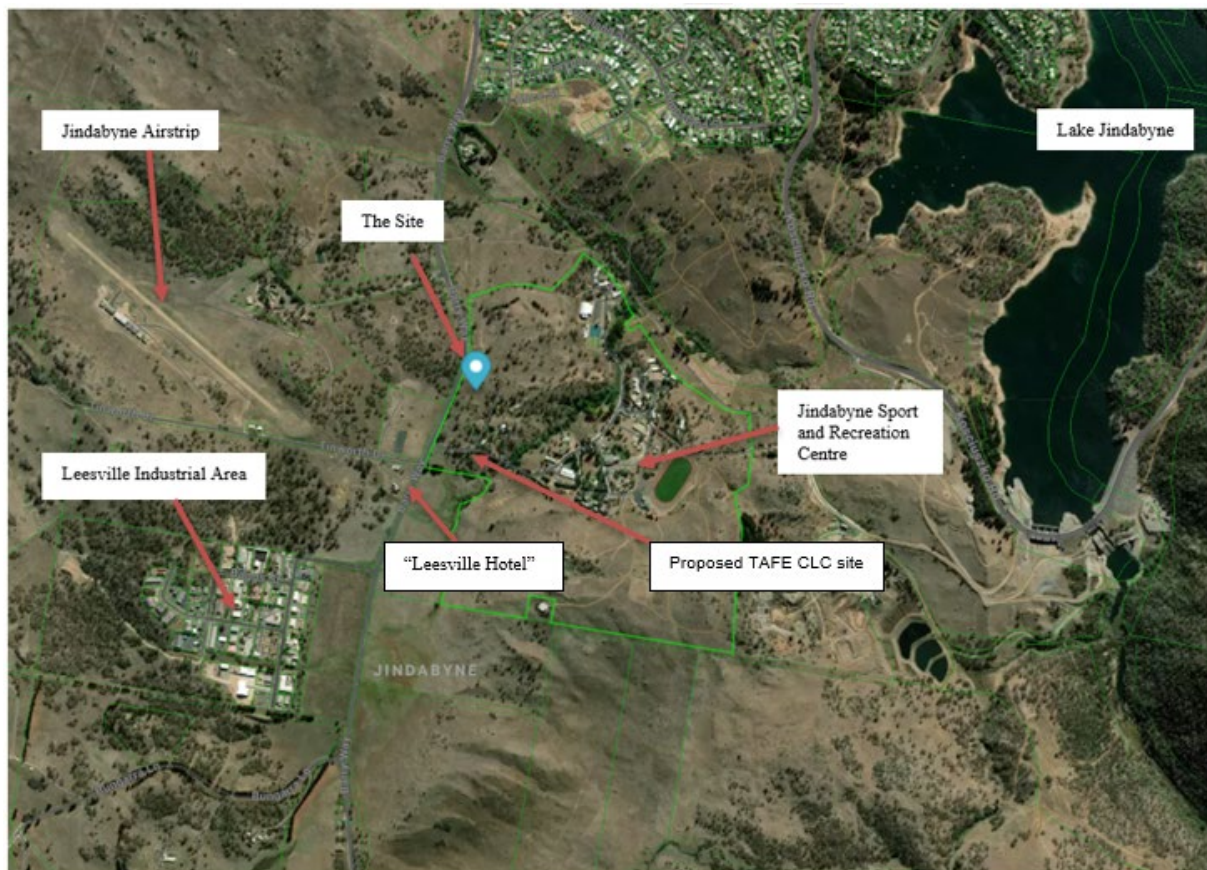 Jindabyne Airstrip
Lake Jindabyne
The Site
Jindabyne Sport
and Recreation
Centre
Leesville Industrial Area
“Leesville Hotel”
Proposed TAFE CLC site
JINDABYNE